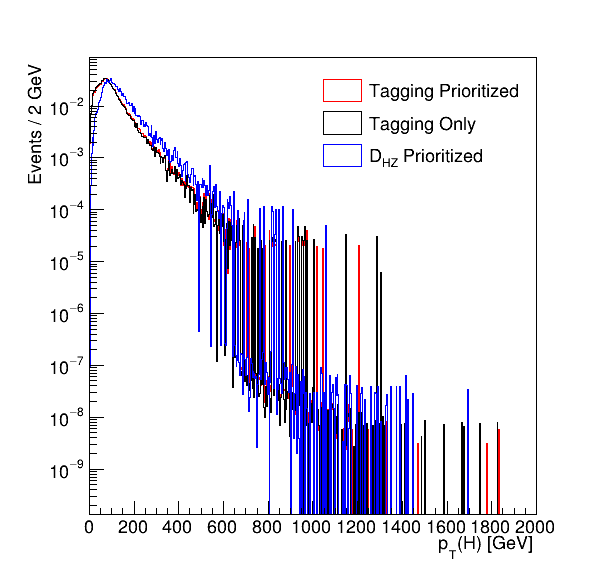 Events / 2 GeV
10⁻²
10⁻³
10⁻⁴
10⁻⁵
10⁻⁶
10⁻⁷
10⁻⁸
10⁻⁹
Tagging Prioritized
Tagging Only
D_HZ Prioritized
0 200 400 600 800 1000 1200 1400 1600 1800 2000
p_T(H) [GeV]